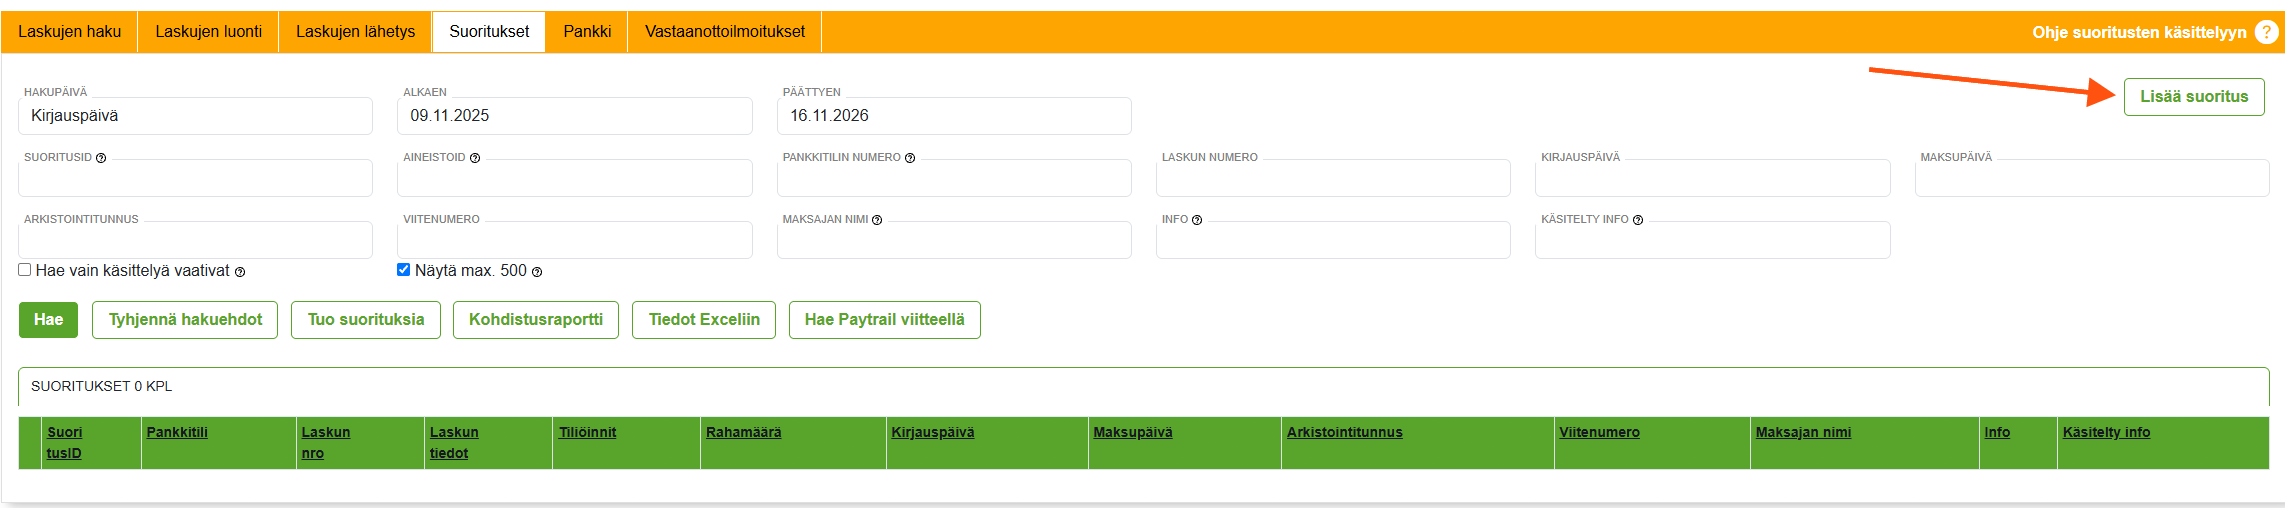 Laskujen haku Laskujen luonti Laskujen lähetys Suoritukset Pankki Vastaanottoilmoitukset Ohje suoritusten käsittelyyn ?
HAKUPÄIVÄ ALKAEN PÄÄTTYEN
Kirjauspäivä 09.11.2025 16.11.2026 Lisää suoritus
SUORITUSID ? AINEISTOID ? PANKKITILIN NUMERO ? LASKUN NUMERO KIRJAUSPÄIVÄ MAKSUPÄIVÄ
ARKISTOINTITUNNUS VIITENUMERO MAKSAJAN NIMI ? INFO ? KÄSITELTY INFO ?
Hae vain käsittelyä vaativat ? Näytä max. 500 ?
Hae Tyhjennä hakuehdot Tuo suorituksia Kohdistusraportti Tiedot Exceliin Hae Paytrail viitteellä
SUORITUKSET 0 KPL
Suori Pankkitili Laskun Laskun Tiliöinnit Rahamäärä Kirjauspäivä Maksupäivä Arkistointitunnus Viitenumero Maksajan nimi Info Käsitelty info
tusID nro tiedot